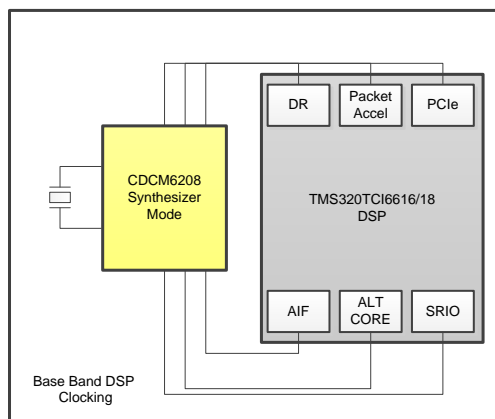 DR
Packet
Accel
PCIe
CDCM6208
Synthesizer
Mode
TMS320TCI6616/18
DSP
AIF
ALT
CORE
SRIO
Base Band DSP
Clocking